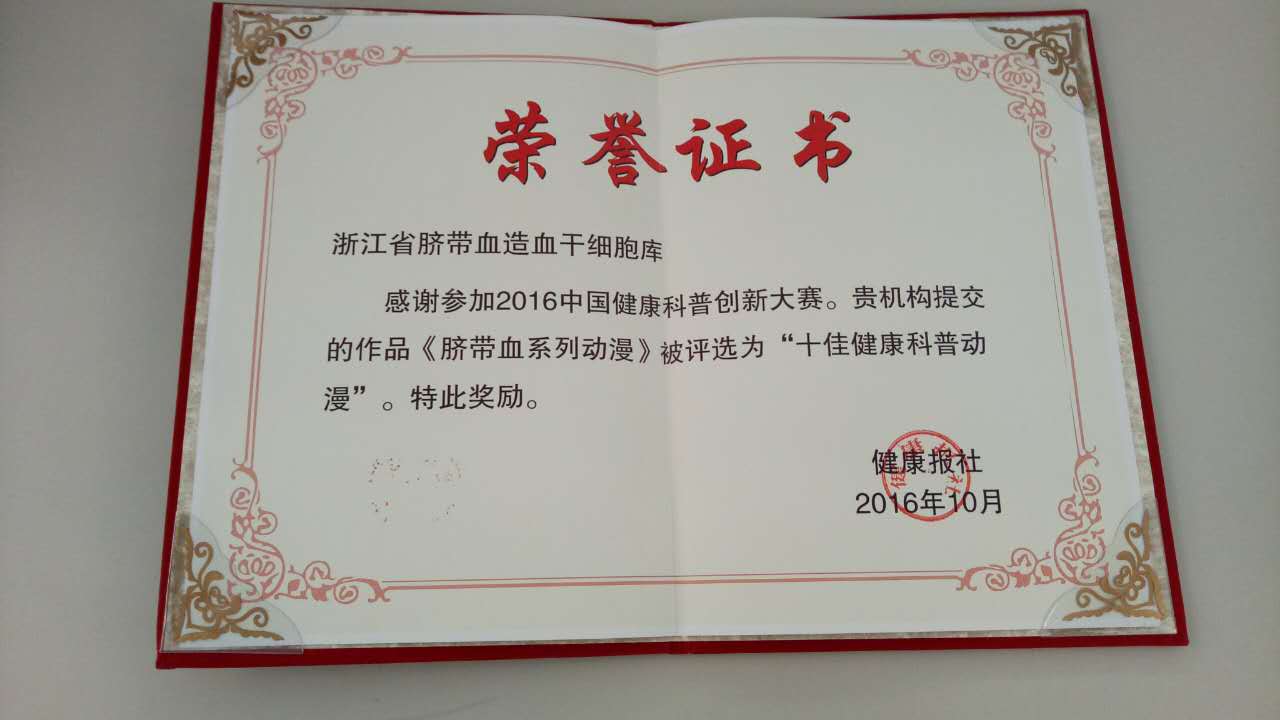 荣誉证书
浙江省脐带血造血干细胞库
感谢参加2016中国健康科普创新大赛。贵机构提交
的作品《脐带血系列动漫》被评选为“十佳健康科普动
漫”。特此奖励。
健康报社
2016年10月